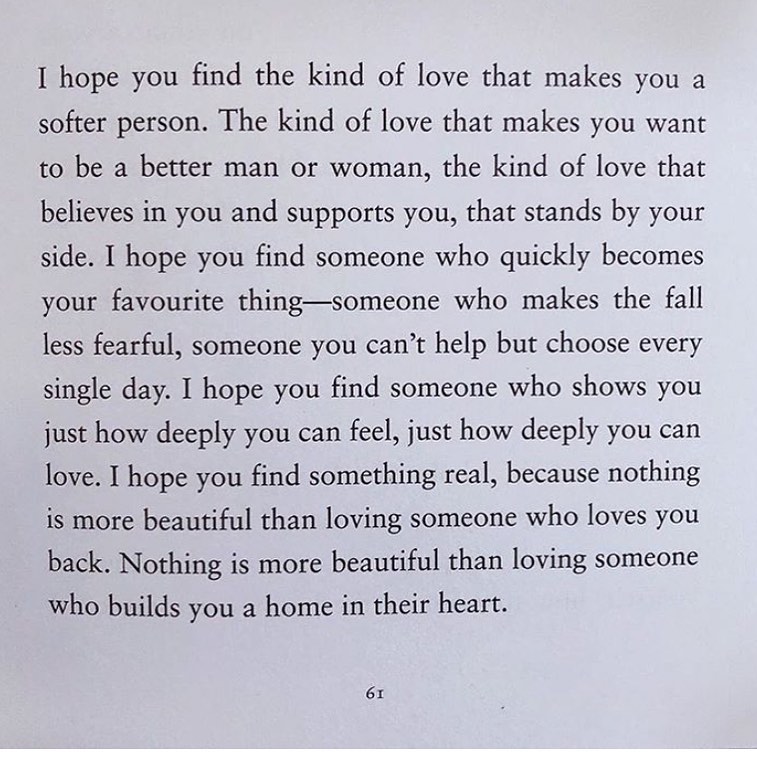 I hope you find the kind of love that makes you a
softer person. The kind of love that makes you want
to be a better man or woman, the kind of love that
believes in you and supports you, that stands by your
side. I hope you find someone who quickly becomes
your favourite thing—someone who makes the fall
less fearful, someone you can’t help but choose every
single day. I hope you find someone who shows you
just how deeply you can feel, just how deeply you can
love. I hope you find something real, because nothing
is more beautiful than loving someone who loves you
back. Nothing is more beautiful than loving someone
who builds you a home in their heart.
61